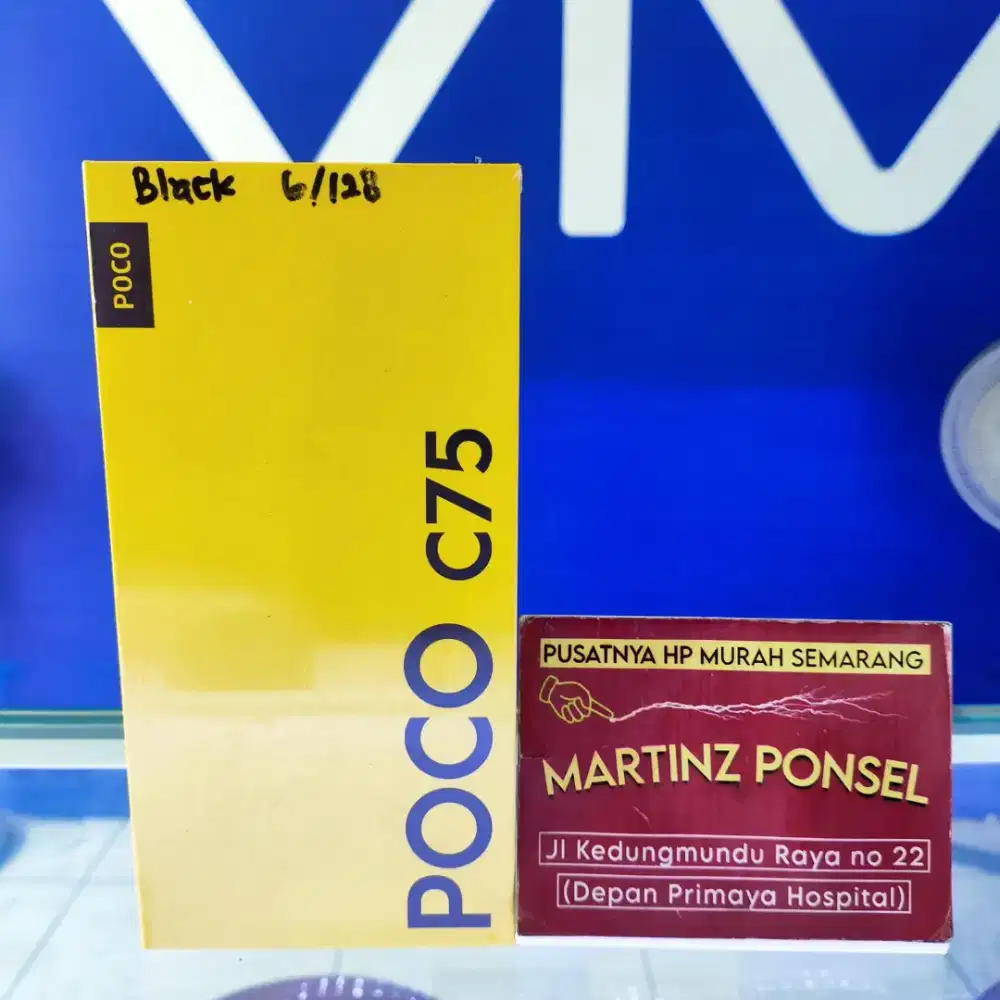 VIVO
Black 6/128
POCO
POCO C75
PUSATNYA HP MURAH SEMARANG
MARTINZ PONSEL
Jl Kedungmundu Raya no 22
(Depan Primaya Hospital)